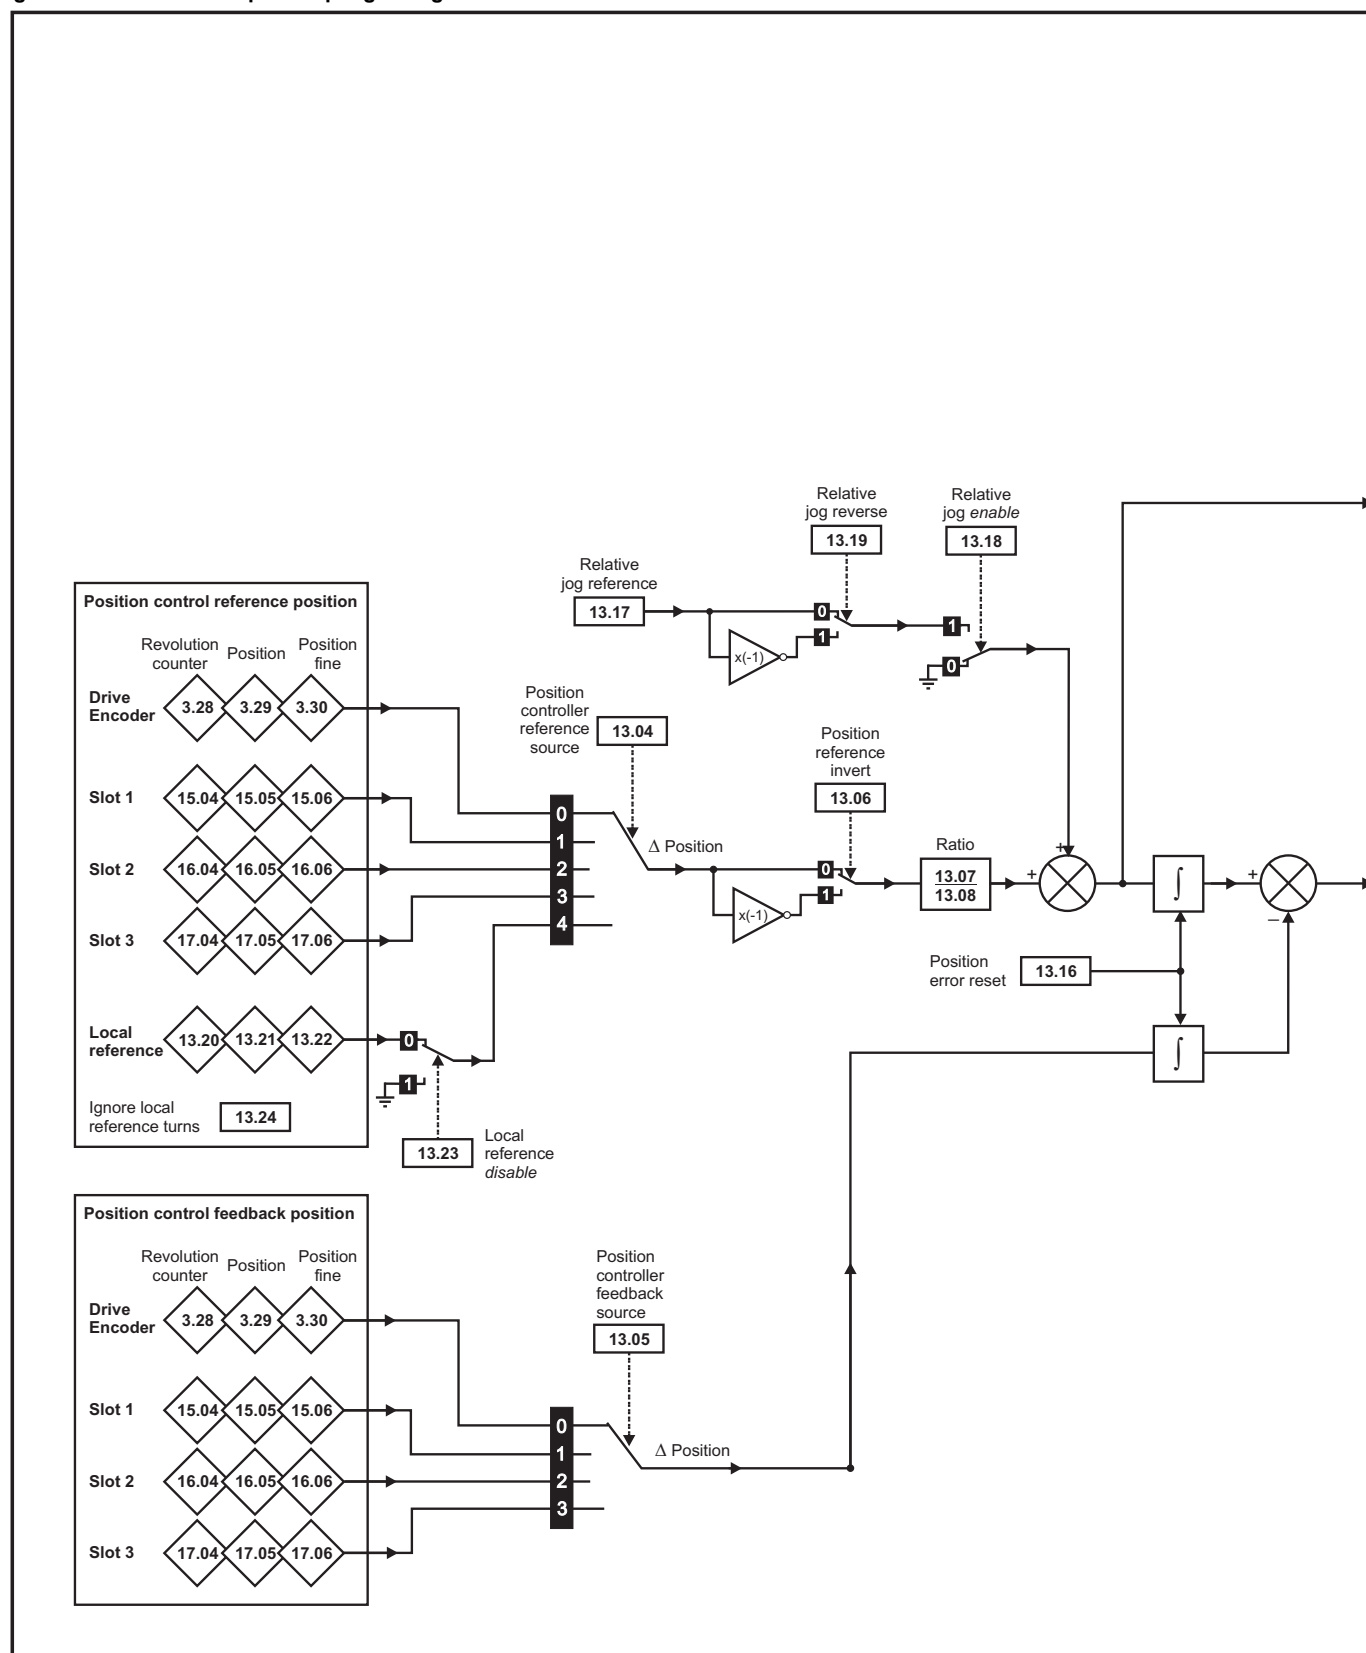 Relative
jog reverse
13.19
Relative
jog enable
13.18
Relative
jog reference
13.17
0
1
x(-1)
1
0
Position control reference position
Revolution
counter
Position
Position
fine
Drive
Encoder
3.28
3.29
3.30
Slot 1
15.04
15.05
15.06
Slot 2
16.04
16.05
16.06
Slot 3
17.04
17.05
17.06
Local
reference
13.20
13.21
13.22
Ignore local
reference turns
13.24
0
1
13.23
Local
reference
disable
Position
controller
reference
source
13.04
0
1
2
3
4
Δ Position
x(-1)
Position
reference
invert
13.06
0
1
Ratio
13.07
13.08
+
+
∫
+
−
Position
error reset
13.16
∫
Position control feedback position
Revolution
counter
Position
Position
fine
Drive
Encoder
3.28
3.29
3.30
Slot 1
15.04
15.05
15.06
Slot 2
16.04
16.05
16.06
Slot 3
17.04
17.05
17.06
Position
controller
feedback
source
13.05
0
1
2
3
Δ Position